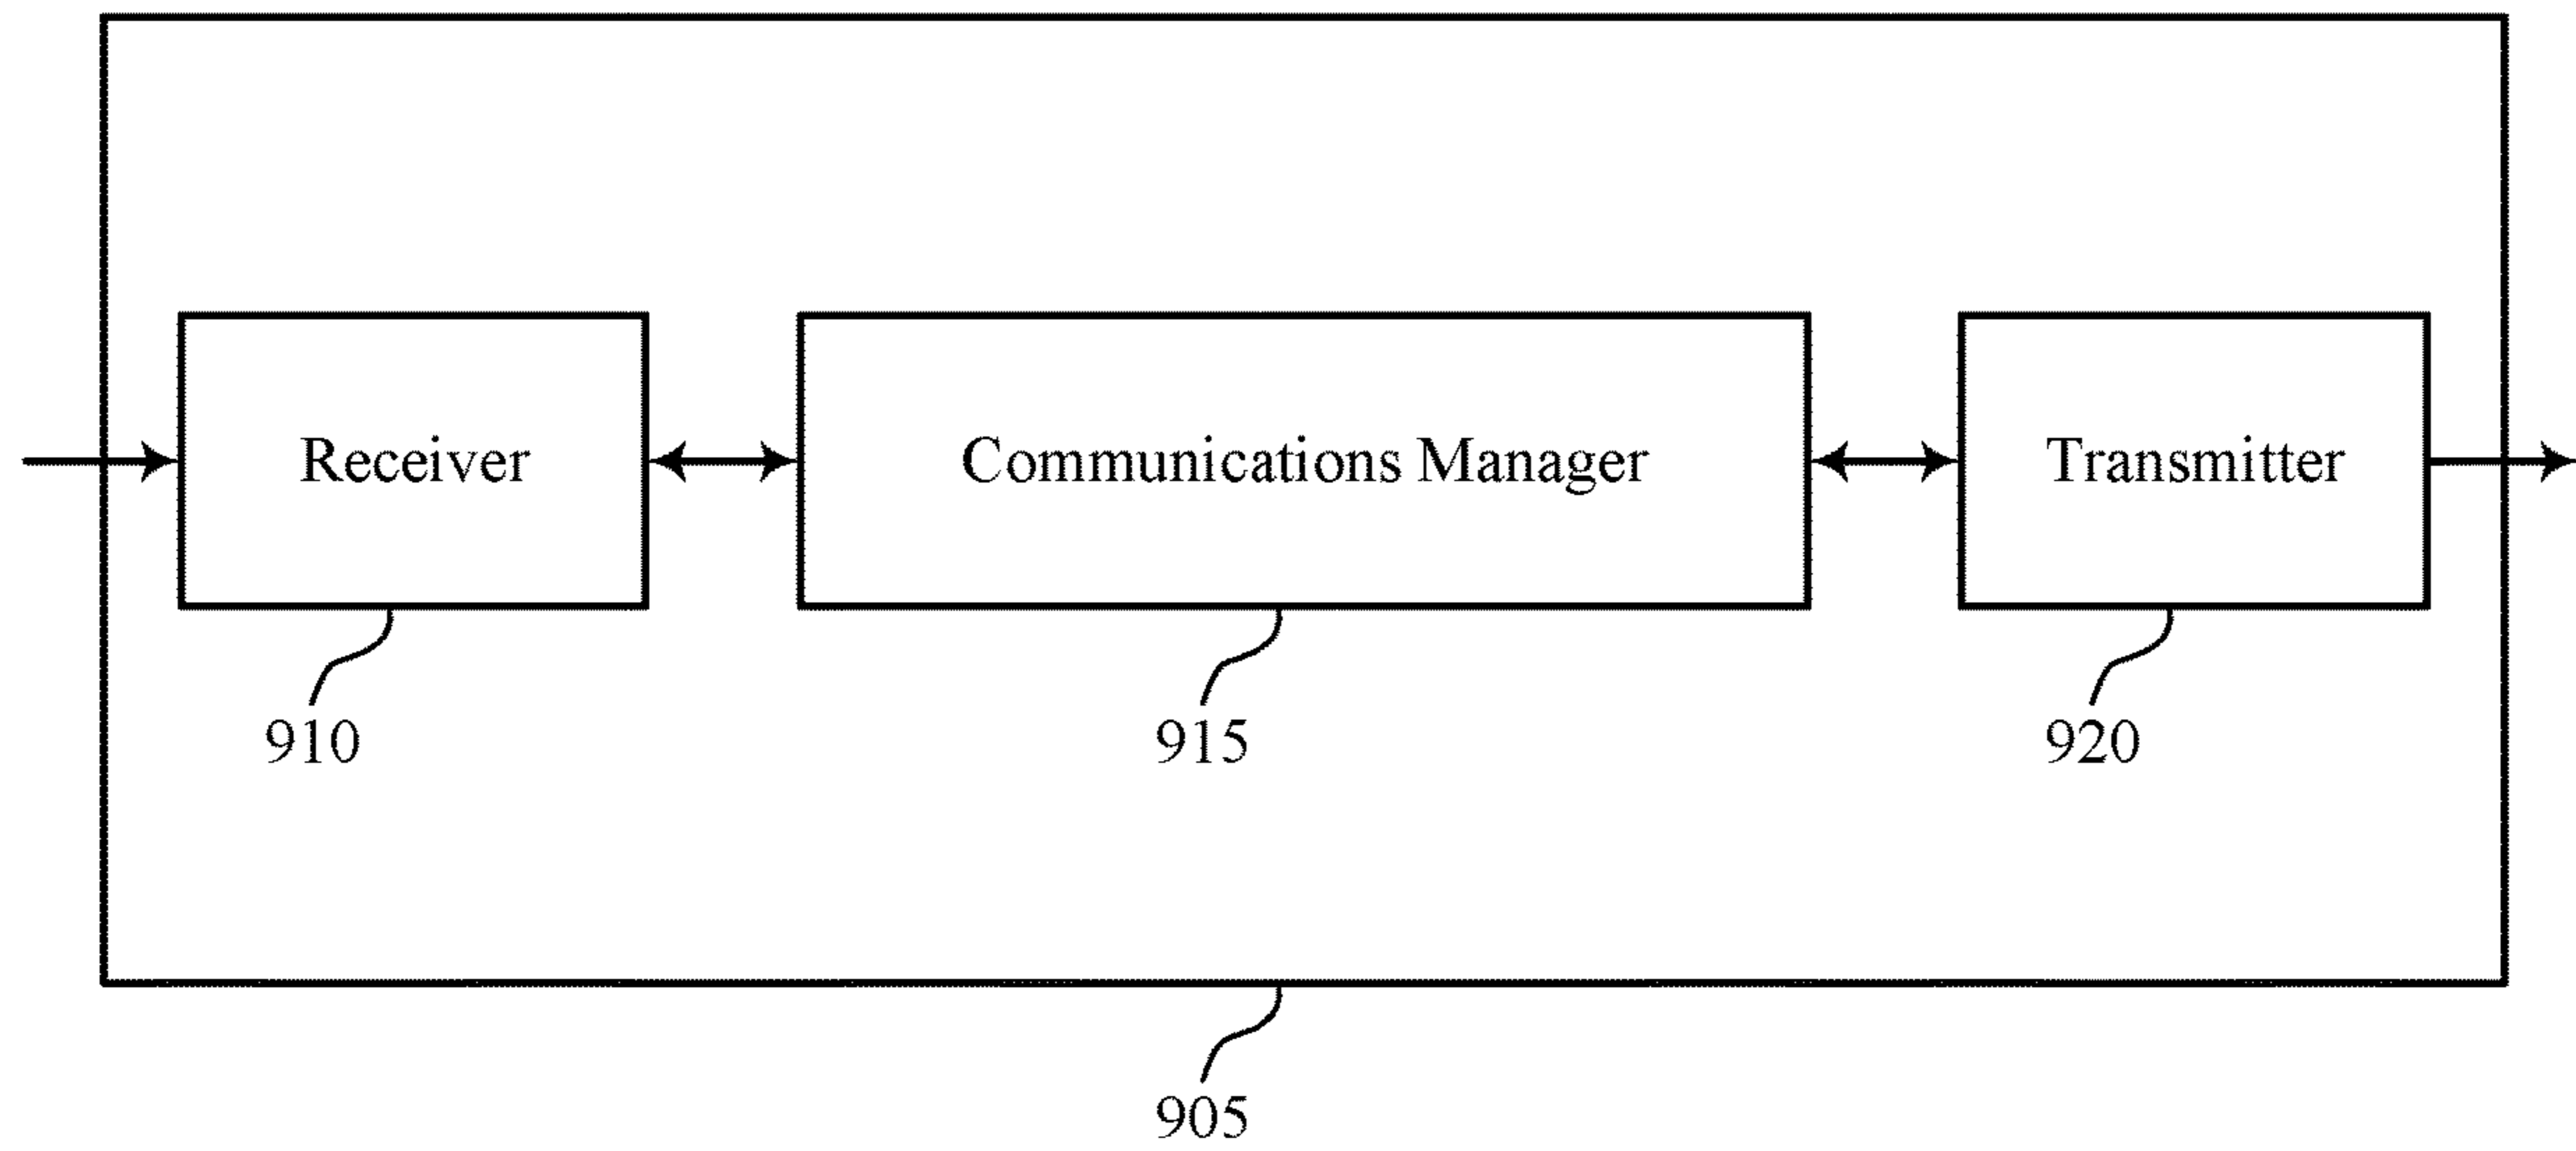 Receiver
Communications Manager
Transmitter
910
915
920
905